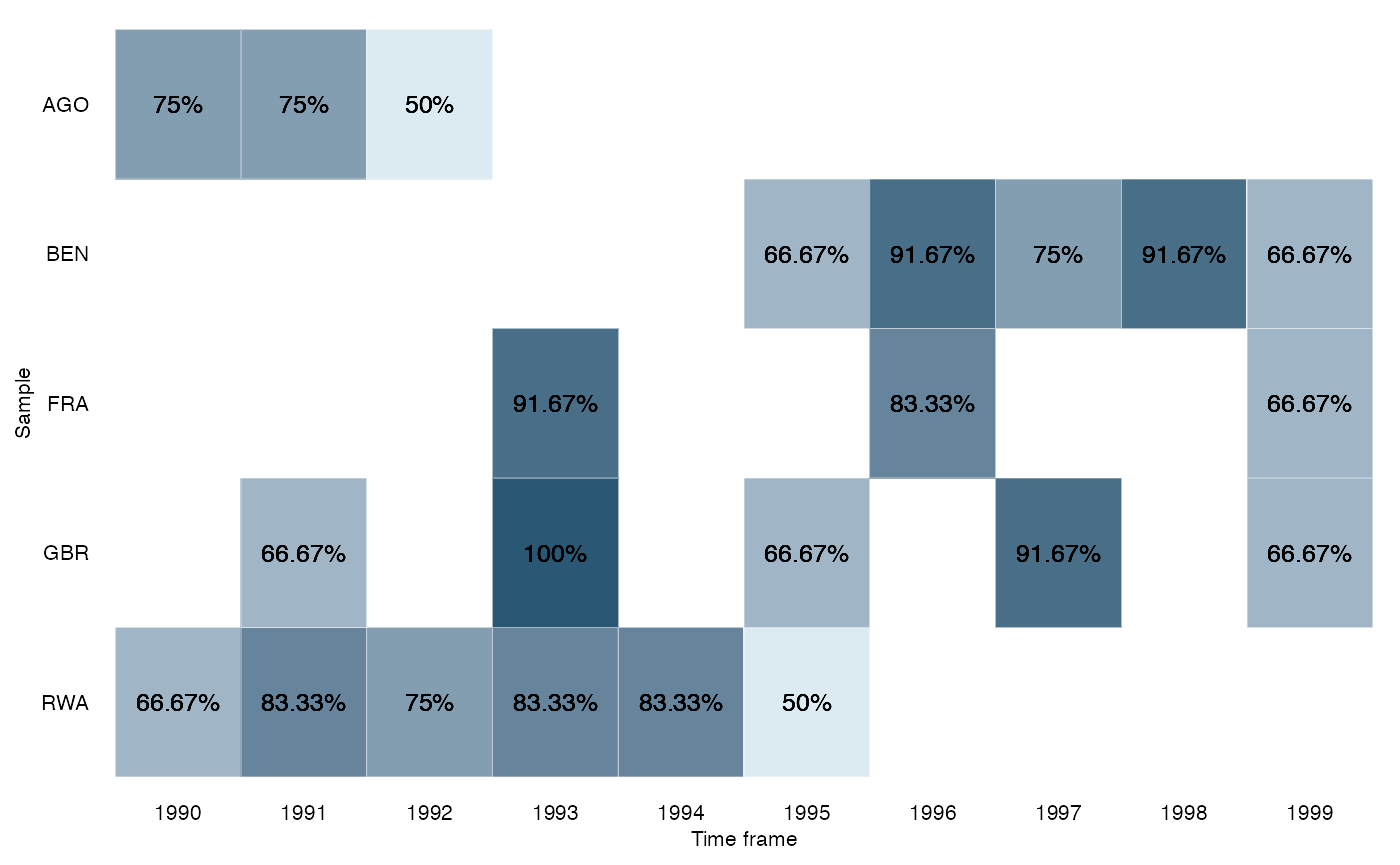 AGO 75% 75% 50%
BEN 66.67% 91.67% 75% 91.67% 66.67%
Sample
FRA 91.67% 83.33% 66.67%
GBR 66.67% 100% 66.67% 91.67% 66.67%
RWA 66.67% 83.33% 75% 83.33% 83.33% 50%
1990 1991 1992 1993 1994 1995 1996 1997 1998 1999
Time frame